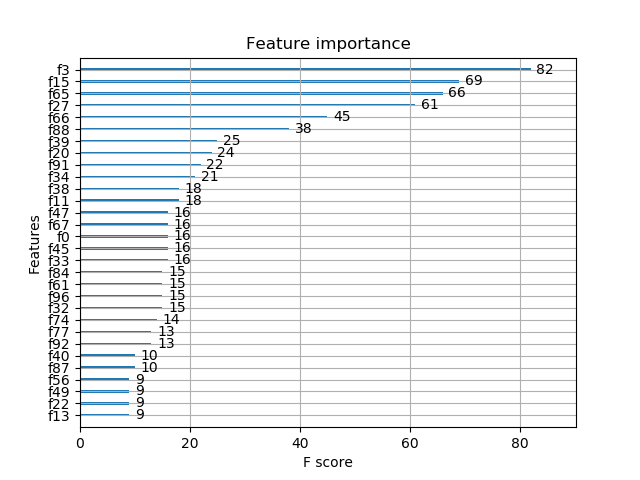 Feature importance
Features
f3 82
f15 69
f65 66
f27 61
f66 45
f88 38
f39 25
f20 24
f91 22
f34 21
f38 18
f11 18
f47 16
f67 16
f0 16
f45 16
f33 16
f84 15
f61 15
f96 15
f32 15
f74 14
f77 13
f92 13
f40 10
f87 10
f56 9
f49 9
f22 9
f13 9
0 20 40 60 80
F score